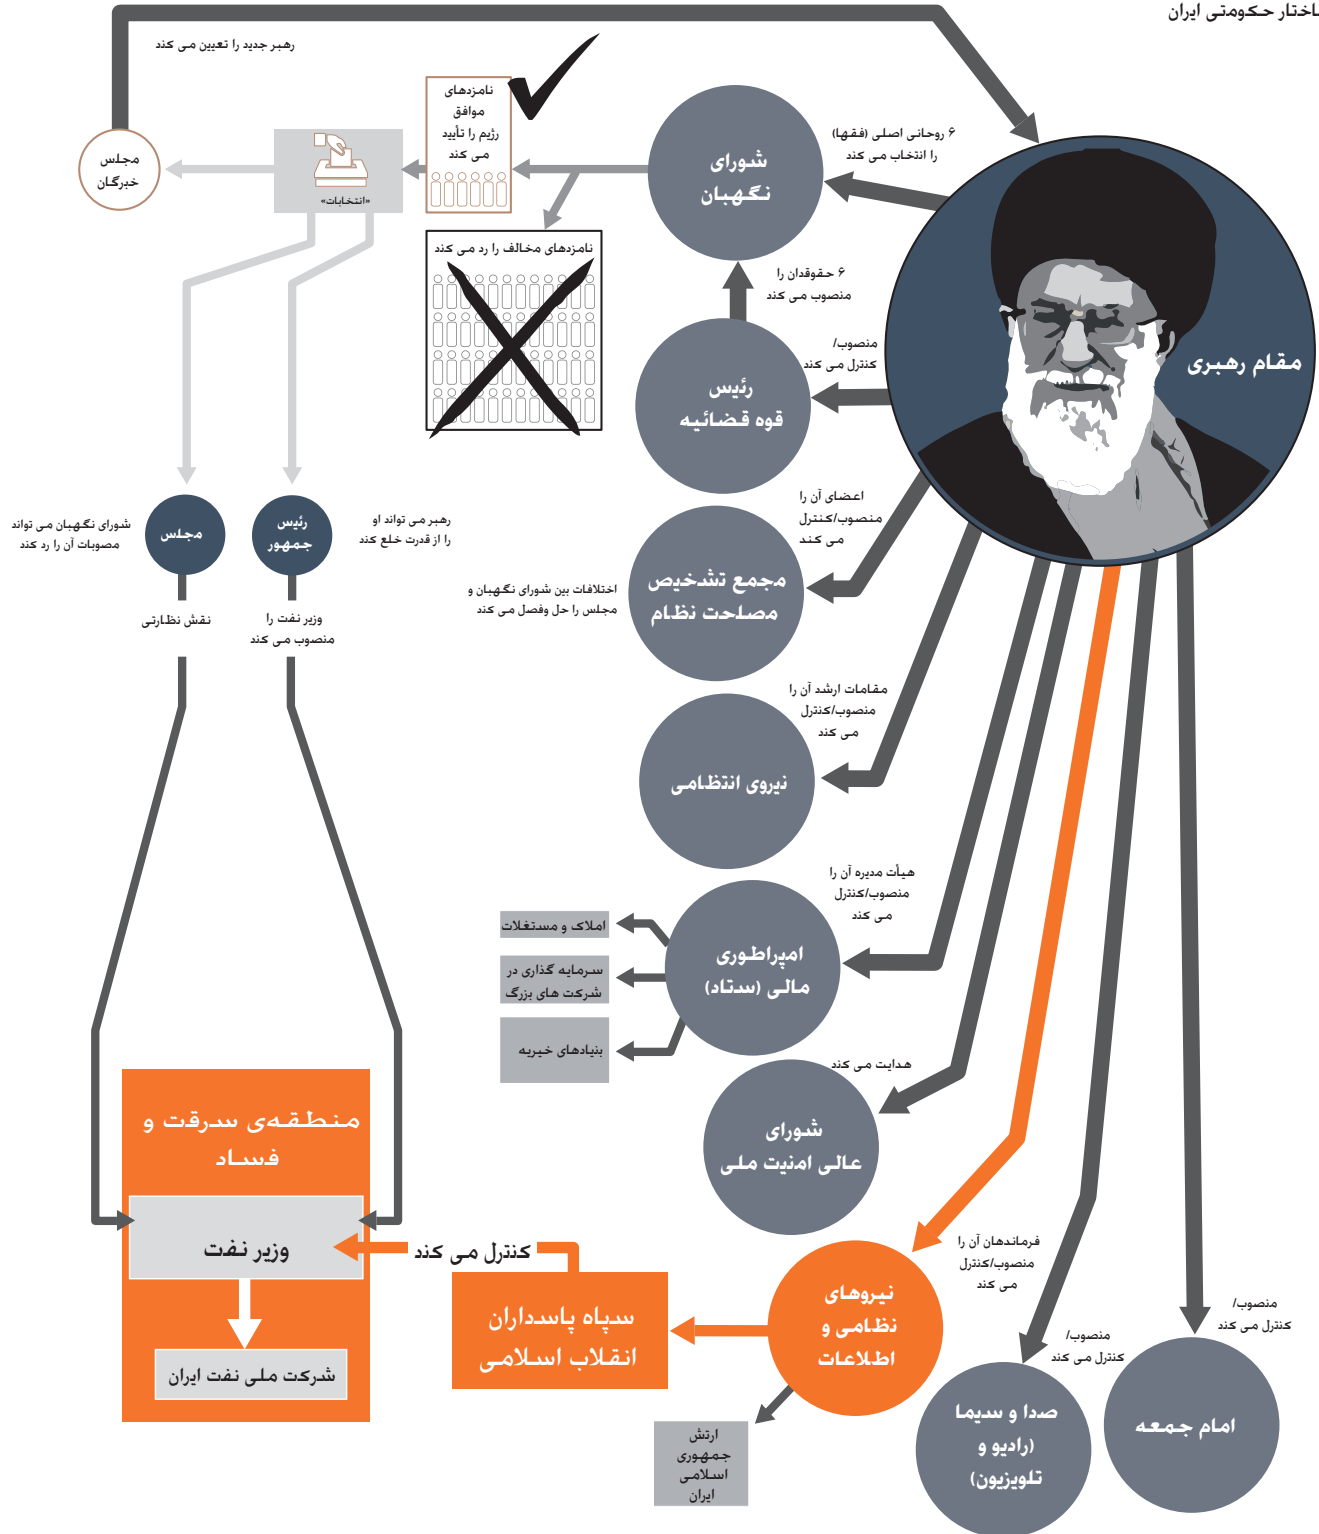 اختار حکومتی ایران
رهبر جدید را تعیین می کند
مجلس
خبرگان
«انتخابات»
نامزدهای
موافق
رژیم را تأیید
می کند
نامزدهای مخالف را رد می کند
شورای
نگهبان
۶ روحانی اصلی (فقها)
را انتخاب می کند
۶ حقوقدان را
منصوب می کند
مقام رهبری
منصوب/
کنترل می کند
رئیس
قوه قضائیه
اعضای آن را
منصوب/کنترل
می کند
مجمع تشخیص
مصلحت نظام
اختلافات بین شورای نگهبان و
مجلس را حل وفصل می کند
رهبر می تواند او
را از قدرت خلع کند
رئیس
جمهور
مجلس
شورای نگهبان می تواند
مصوبات آن را رد کند
وزیر نفت را
منصوب می کند
نقش نظارتی
مقامات ارشد آن را
منصوب/کنترل
می کند
نیروی انتظامی
هیأت مدیره آن را
منصوب/کنترل
می کند
امپراطوری
مالی (ستاد)
املاک و مستغلات
سرمایه گذاری در
شرکت های بزرگ
بنیادهای خیریه
هدایت می کند
شورای
عالی امنیت ملی
منطقه‌ی سرقت و
فساد
وزیر نفت
شرکت ملی نفت ایران
کنترل می کند
سپاه پاسداران
انقلاب اسلامی
فرماندهان آن را
منصوب/کنترل
می کند
نیروهای
نظامی و
اطلاعات
ارتش
جمهوری
اسلامی
ایران
منصوب/
کنترل می کند
صدا و سیما
(رادیو و
تلویزیون)
منصوب/
کنترل می کند
امام جمعه